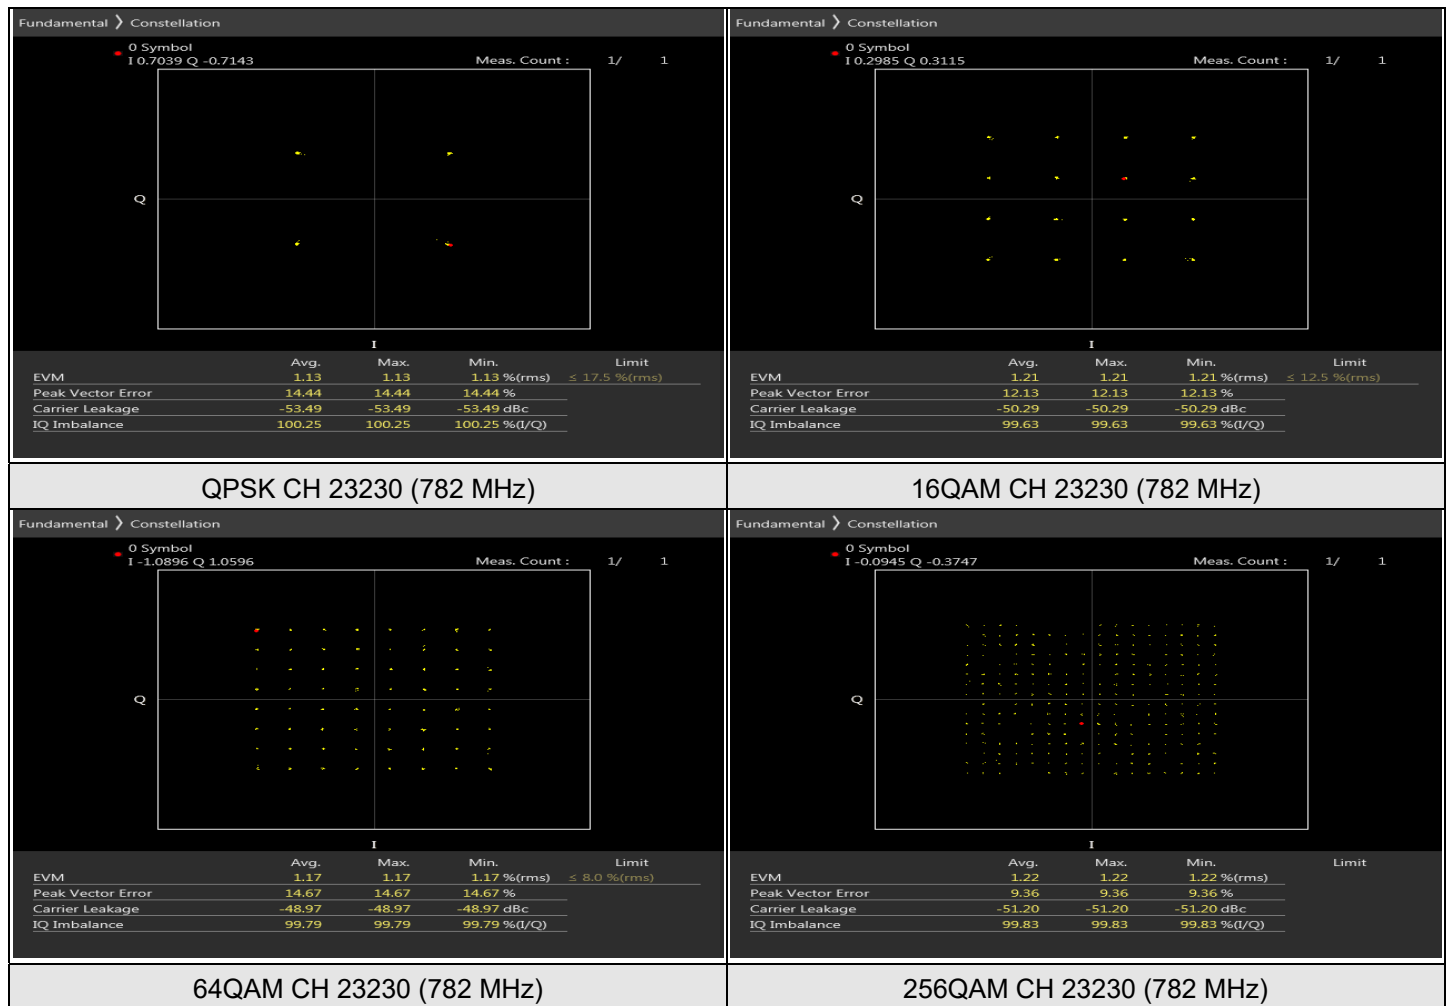 Fundamental ❯ Constellation
0 Symbol
I 0.7039 Q -0.7143 Meas. Count : 1/ 1
Q
I
Avg. Max. Min. Limit
EVM 1.13 1.13 1.13 %(rms) ≤ 17.5 %(rms)
Peak Vector Error 14.44 14.44 14.44 %
Carrier Leakage -53.49 -53.49 -53.49 dBc
IQ Imbalance 100.25 100.25 100.25 %(I/Q)
QPSK CH 23230 (782 MHz)
Fundamental ❯ Constellation
0 Symbol
I 0.2985 Q 0.3115 Meas. Count : 1/ 1
Q
I
Avg. Max. Min. Limit
EVM 1.21 1.21 1.21 %(rms) ≤ 12.5 %(rms)
Peak Vector Error 12.13 12.13 12.13 %
Carrier Leakage -50.29 -50.29 -50.29 dBc
IQ Imbalance 99.63 99.63 99.63 %(I/Q)
16QAM CH 23230 (782 MHz)
Fundamental ❯ Constellation
0 Symbol
I -1.0896 Q 1.0596 Meas. Count : 1/ 1
Q
I
Avg. Max. Min. Limit
EVM 1.17 1.17 1.17 %(rms) ≤ 8.0 %(rms)
Peak Vector Error 14.67 14.67 14.67 %
Carrier Leakage -48.97 -48.97 -48.97 dBc
IQ Imbalance 99.79 99.79 99.79 %(I/Q)
64QAM CH 23230 (782 MHz)
Fundamental ❯ Constellation
0 Symbol
I -0.0945 Q -0.3747 Meas. Count : 1/ 1
Q
I
Avg. Max. Min. Limit
EVM 1.22 1.22 1.22 %(rms)
Peak Vector Error 9.36 9.36 9.36 %
Carrier Leakage -51.20 -51.20 -51.20 dBc
IQ Imbalance 99.83 99.83 99.83 %(I/Q)
256QAM CH 23230 (782 MHz)